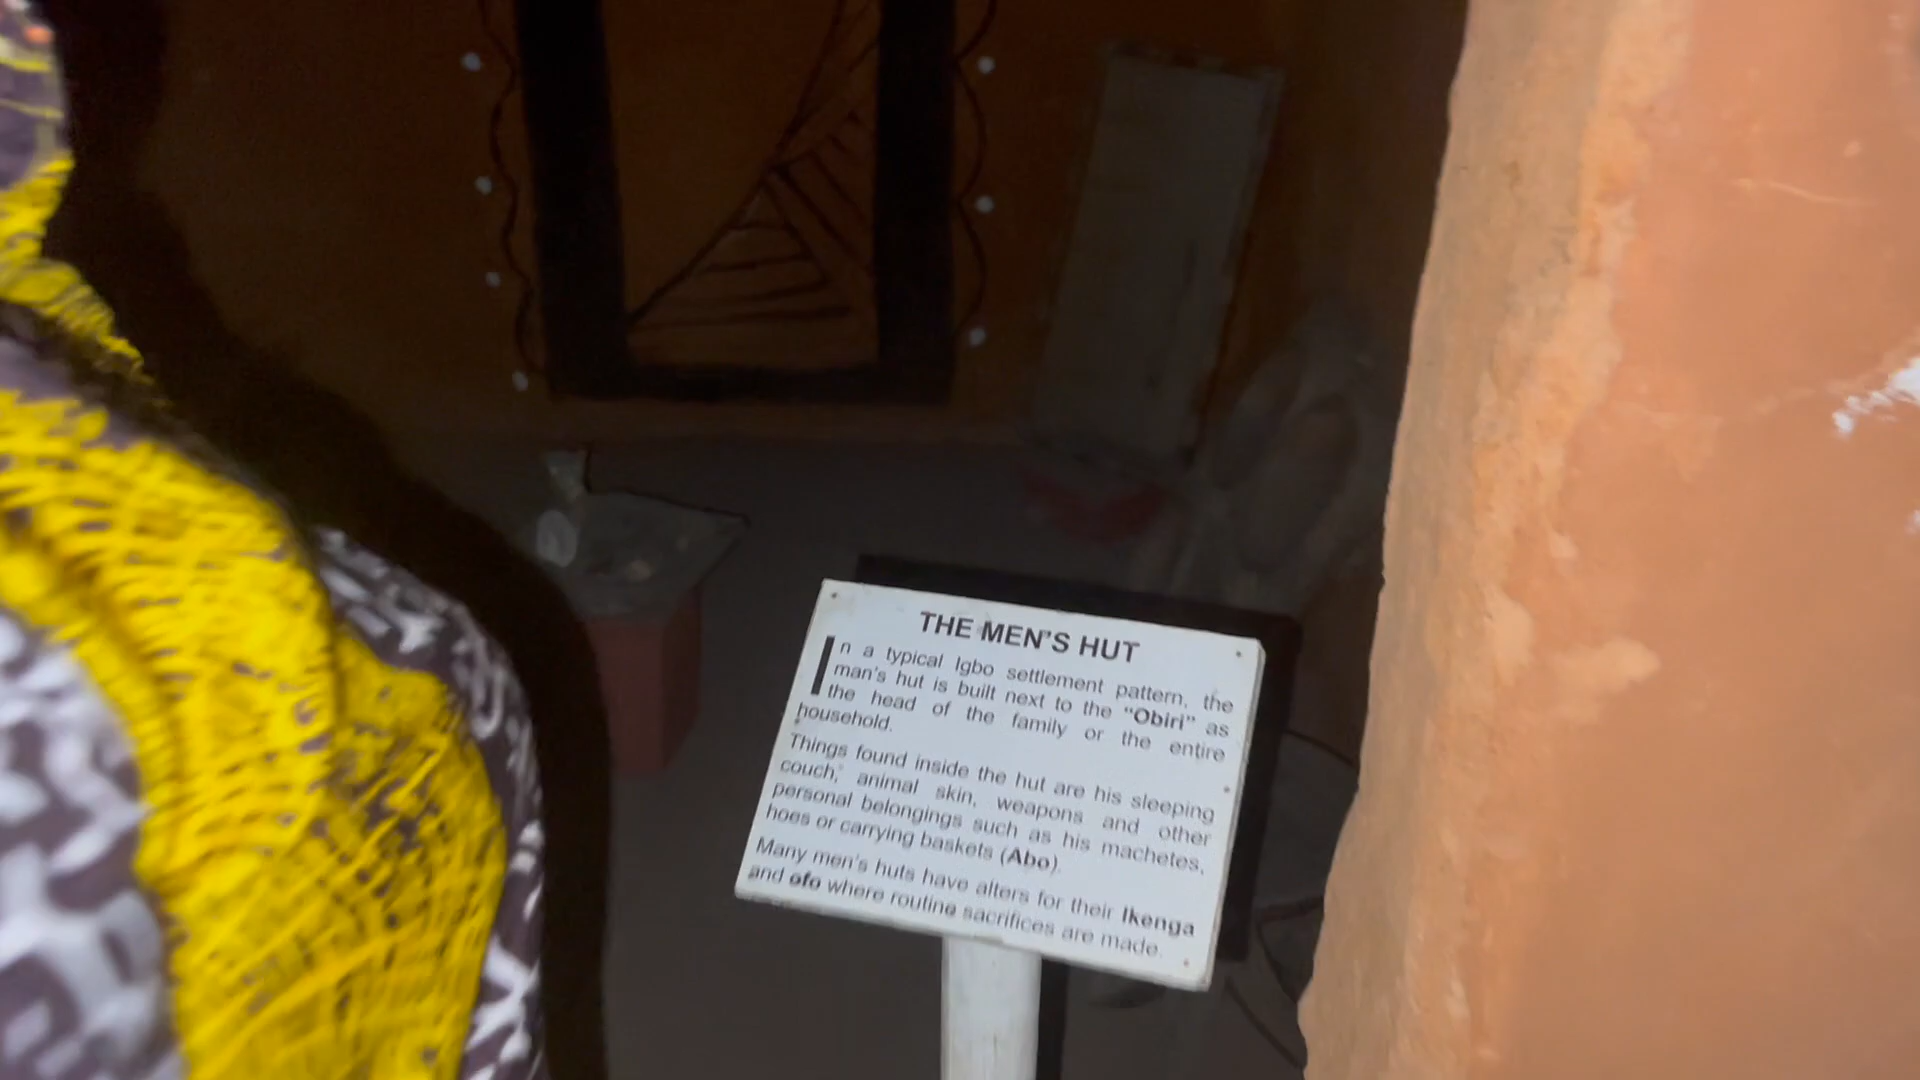 THE MEN'S HUT
In a typical Igbo settlement pattern, the
man's hut is built next to the "Obiri" as
the head of the family or the entire
household.
Things found inside the hut are his sleeping
couch, animal skin, weapons and other
personal belongings such as his machetes,
hoes or carrying baskets (Abo).
Many men's huts have alters for their Ikenga
and ofo where routine sacrifices are made.